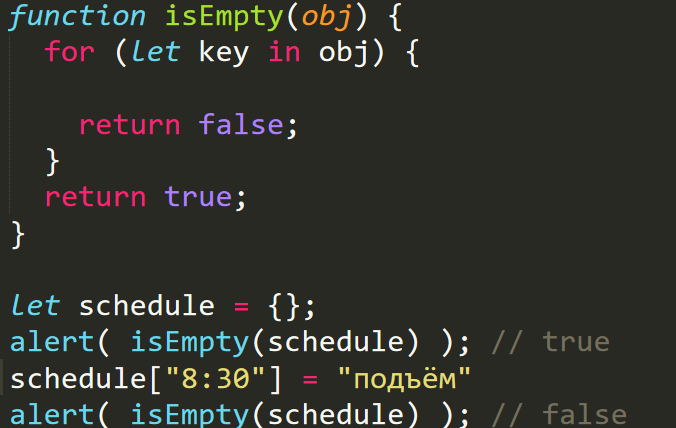 function isEmpty(obj) {
for (let key in obj) {
return false;
}
return true;
}
let schedule = {};
alert( isEmpty(schedule) ); // true
schedule["8:30"] = "подъём"
alert( isEmpty(schedule) ); // false